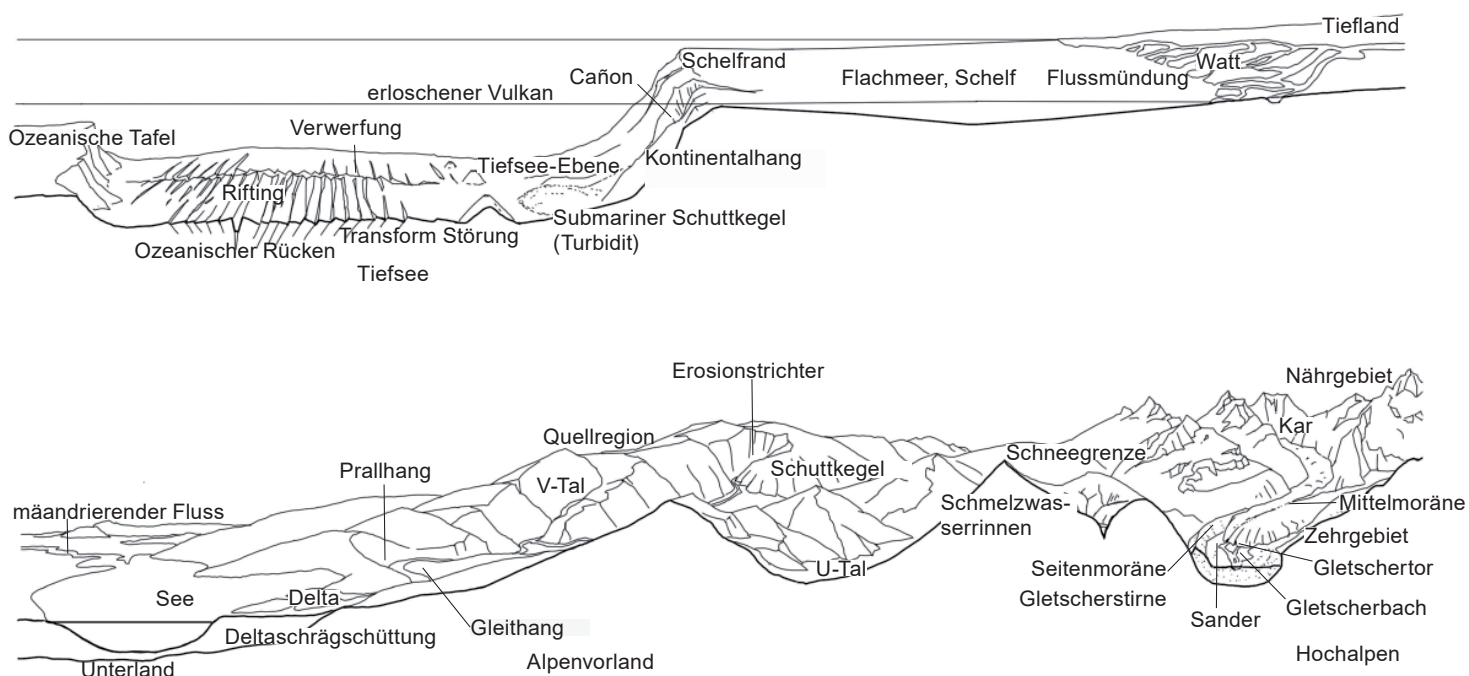 Tiefland
Schelfrand
Watt
Cañon
Flachmeer, Schelf
Flussmündung
erloschener Vulkan
Verwerfung
Ozeanische Tafel
Tiefsee-Ebene
Kontinentalhang
Rifting
Submariner Schuttkegel
(Turbidit)
Transform Störung
Ozeanischer Rücken
Tiefsee
Erosionstrichter
Nährgebiet
Quellregion
Kar
Schneegrenze
Prallhang
Schuttkegel
V-Tal
mäandrierender Fluss
Schmelzwas-
serrinnen
Mittelmoräne
Zehrgebiet
U-Tal
Seitenmoräne
Gletschertor
See
Delta
Gletscherstirne
Gletscherbach
Sander
Gleithang
Deltaschrägschüttung
Hochalpen
Alpenvorland
Unterland